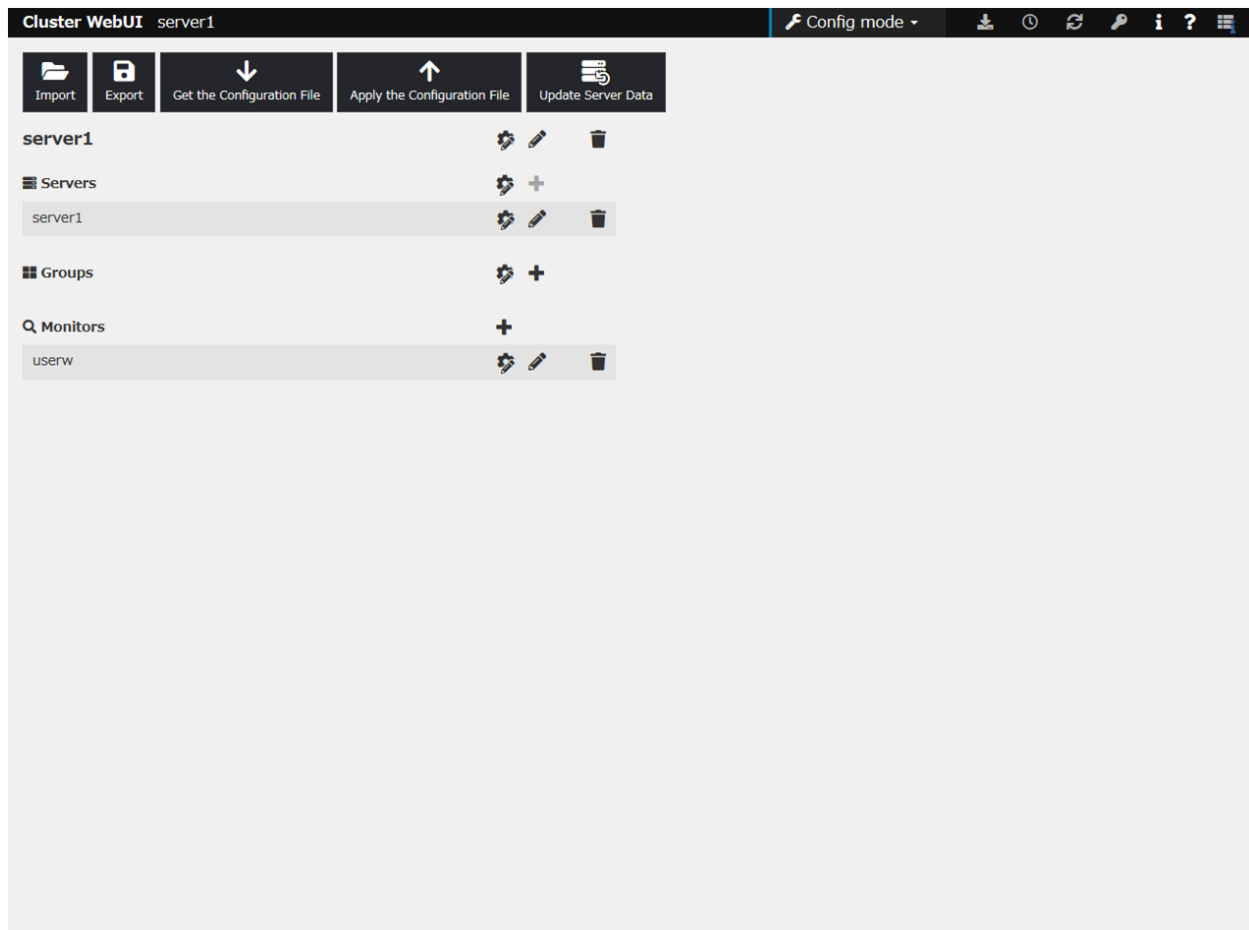 Cluster WebUI server1 Config mode
Import Export Get the Configuration File Apply the Configuration File Update Server Data
server1
Servers
server1
Groups
Monitors
userw